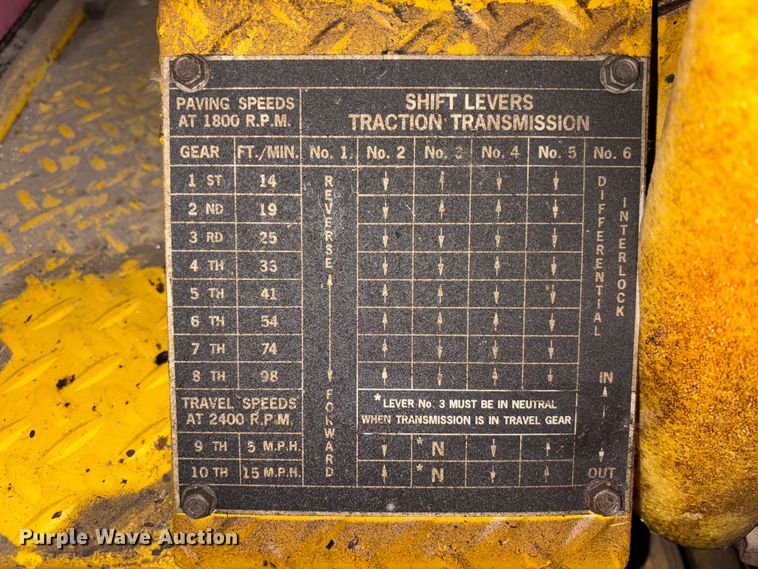 PAVING SPEEDS
AT 1800 R.P.M.
SHIFT LEVERS
TRACTION TRANSMISSION
GEAR FT./MIN. No. 1 No. 2 No. 3 No. 4 No. 5 No. 6
1 ST 14
2 ND 19
3 RD 25
4 TH 33
5 TH 41
6 TH 54
7 TH 74
8 TH 98
REVERSE
FORWARD
DIFFERENTIAL
INTERLOCK
IN
OUT
TRAVEL SPEEDS
AT 2400 R.P.M.
*LEVER No. 3 MUST BE IN NEUTRAL
WHEN TRANSMISSION IS IN TRAVEL GEAR
9 TH 5 M.P.H. *N
10 TH 15 M.P.H. *N
Purple Wave Auction